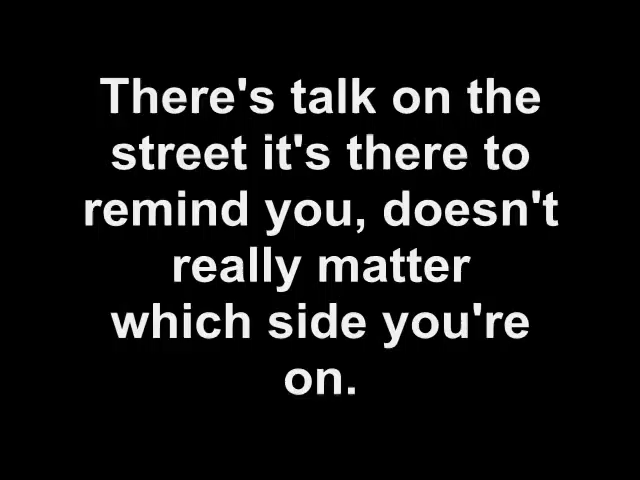 There's talk on the
street it's there to
remind you, doesn't
really matter
which side you're
on.